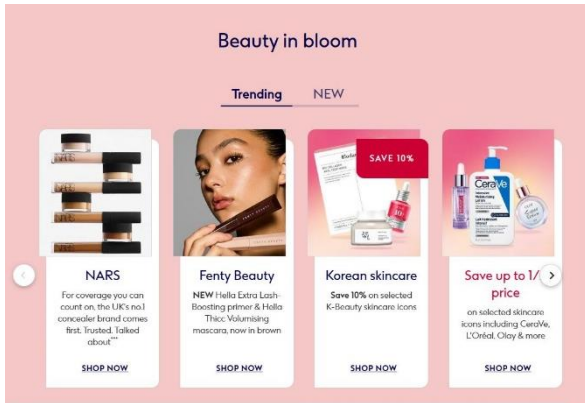 Beauty in bloom
Trending
NEW
NARS
For coverage you can
count on, the UK's no1
concealer brand comes
first. Trusted. Talked
about***
SHOP NOW
Fenty Beauty
NEW Hella Extra Lash-
Boosting primer & Hella
Thicc Volumising
mascara, now in brown
SHOP NOW
SAVE 10%
Korean skincare
Save 10% on selected
K-Beauty skincare icons
SHOP NOW
CeraVe
Save up to 1/
price
on selected skincare
icons including CeraVe,
L'Oréal, Olay & more
SHOP NOW